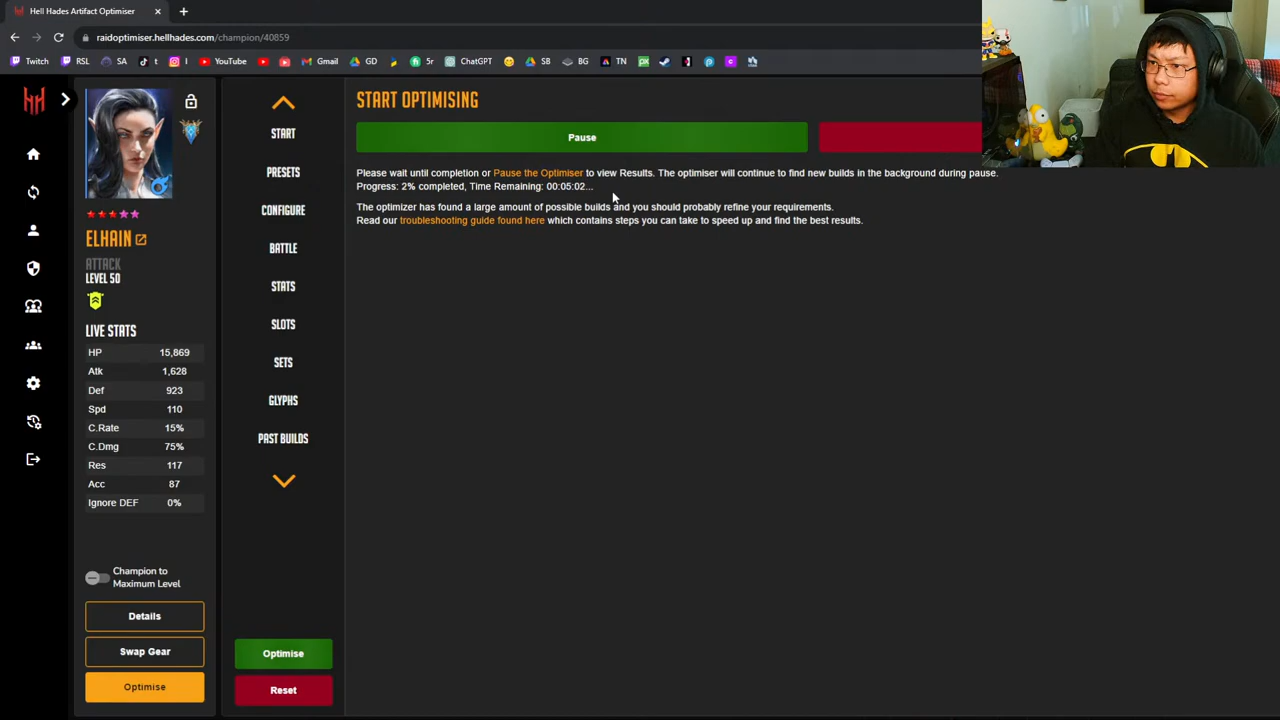 Hell Hades Artifact Optimiser
raidoptimiser.hellhades.com/champion/40859
Twitch RSL SA t I YouTube Gmail GD 5r ChatGPT SB BG TN
START OPTIMISING
Pause
Please wait until completion or Pause the Optimiser to view Results. The optimiser will continue to find new builds in the background during pause.
Progress: 2% completed, Time Remaining: 00:05:02...
The optimizer has found a large amount of possible builds and you should probably refine your requirements.
Read our troubleshooting guide found here which contains steps you can take to speed up and find the best results.
ELHAIN
ATTACK
LEVEL 50
LIVE STATS
HP 15,869
Atk 1,628
Def 923
Spd 110
C.Rate 15%
C.Dmg 75%
Res 117
Acc 87
Ignore DEF 0%
Champion to
Maximum Level
Details
Swap Gear
Optimise
START
PRESETS
CONFIGURE
BATTLE
STATS
SLOTS
SETS
GLYPHS
PAST BUILDS
Optimise
Reset